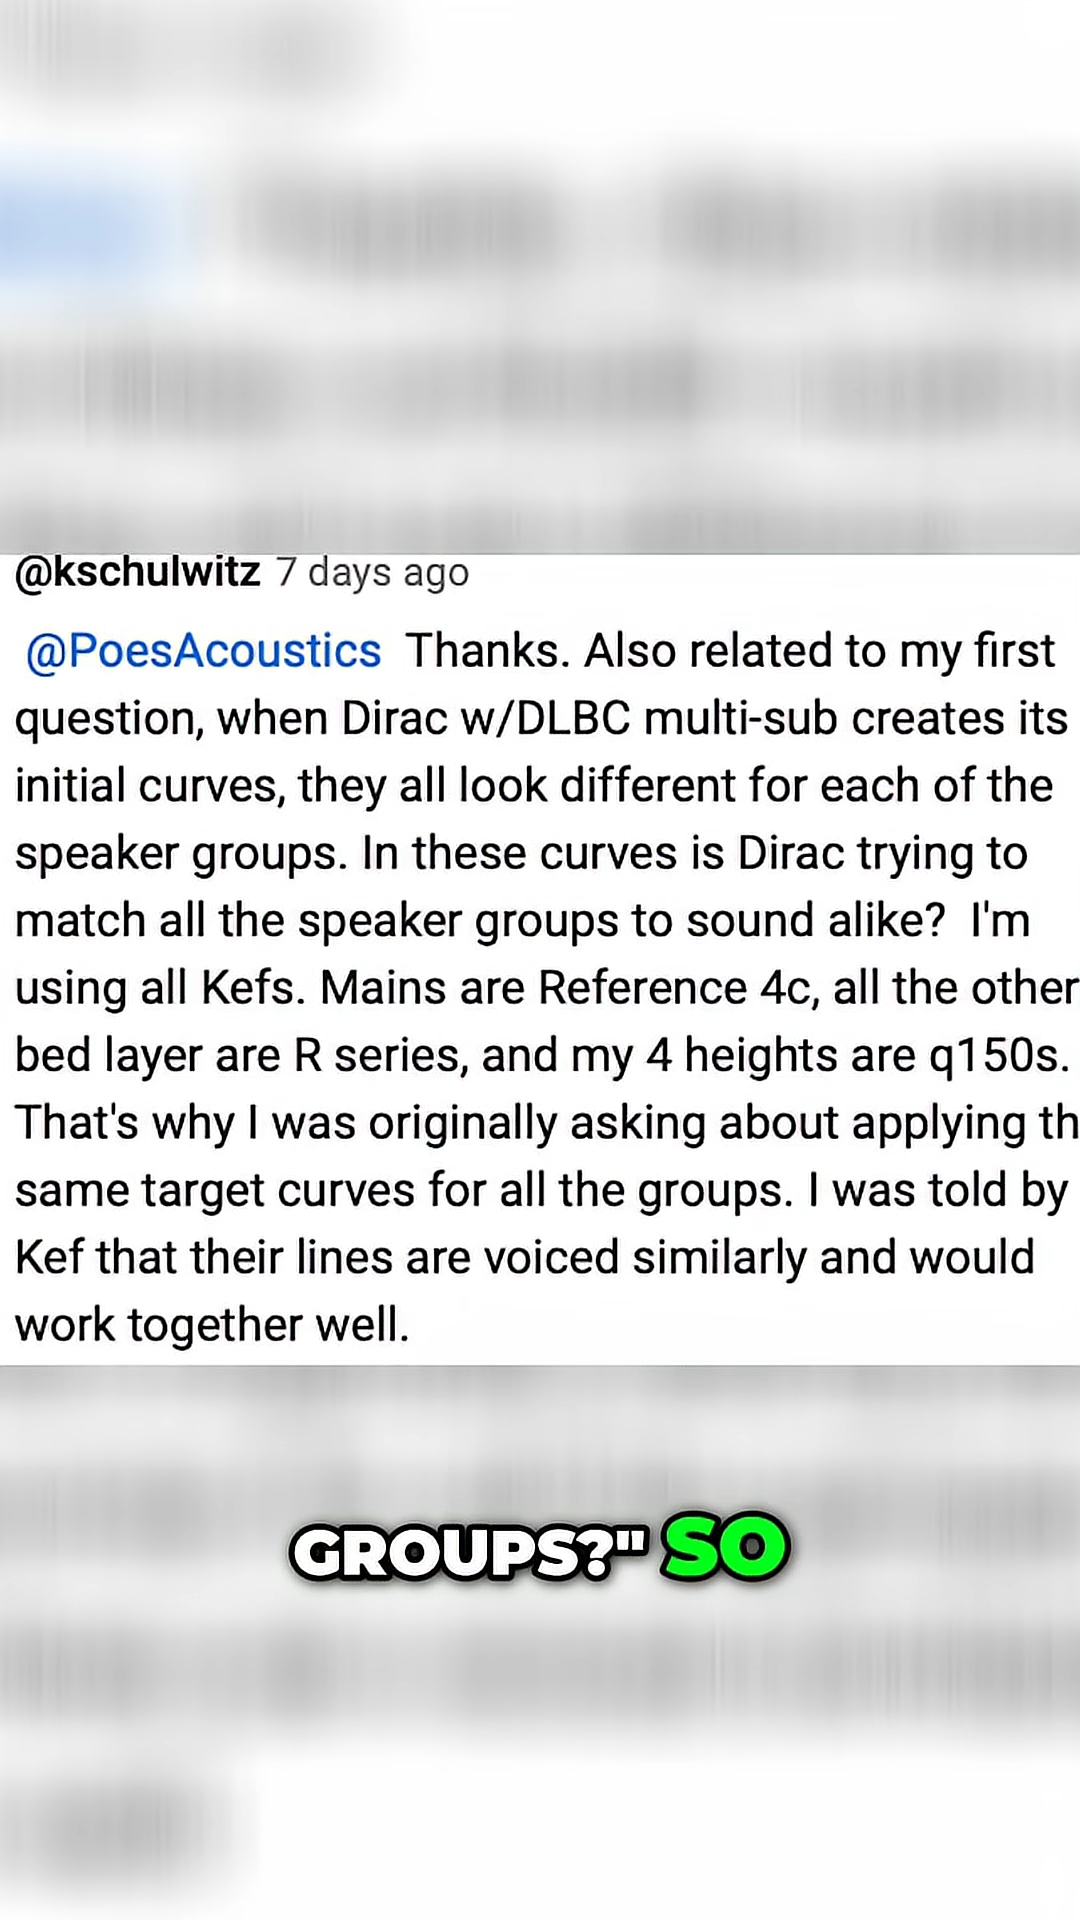 @kschulwitz 7 days ago
@PoesAcoustics Thanks. Also related to my first
question, when Dirac w/DLBC multi-sub creates its
initial curves, they all look different for each of the
speaker groups. In these curves is Dirac trying to
match all the speaker groups to sound alike? I'm
using all Kefs. Mains are Reference 4c, all the other
bed layer are R series, and my 4 heights are q150s.
That's why I was originally asking about applying th
same target curves for all the groups. I was told by
Kef that their lines are voiced similarly and would
work together well.
GROUPS?" SO